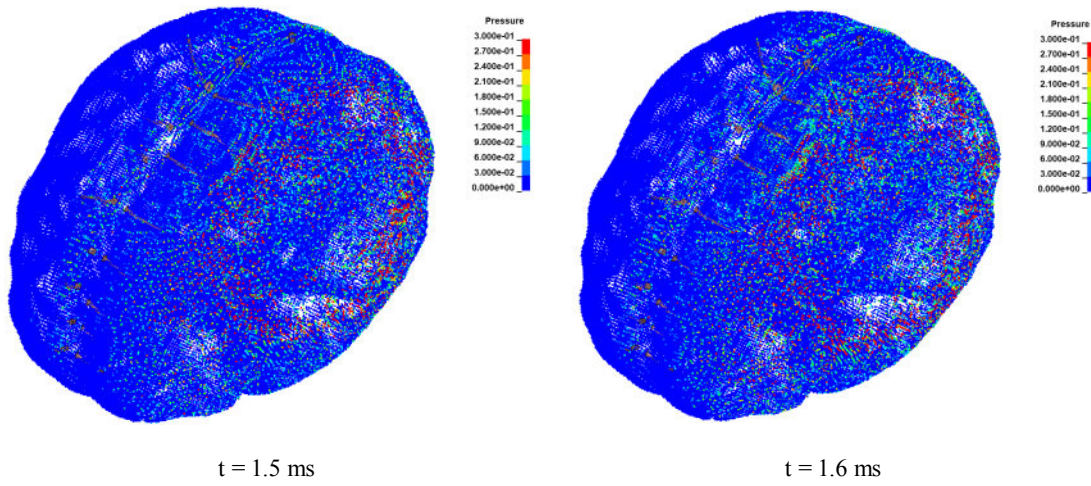 Pressure
3.000e-01
2.700e-01
2.400e-01
2.100e-01
1.800e-01
1.500e-01
1.200e-01
9.000e-02
6.000e-02
3.000e-02
0.000e+00
Pressure
3.000e-01
2.700e-01
2.400e-01
2.100e-01
1.800e-01
1.500e-01
1.200e-01
9.000e-02
6.000e-02
3.000e-02
0.000e+00
t = 1.5 ms
t = 1.6 ms